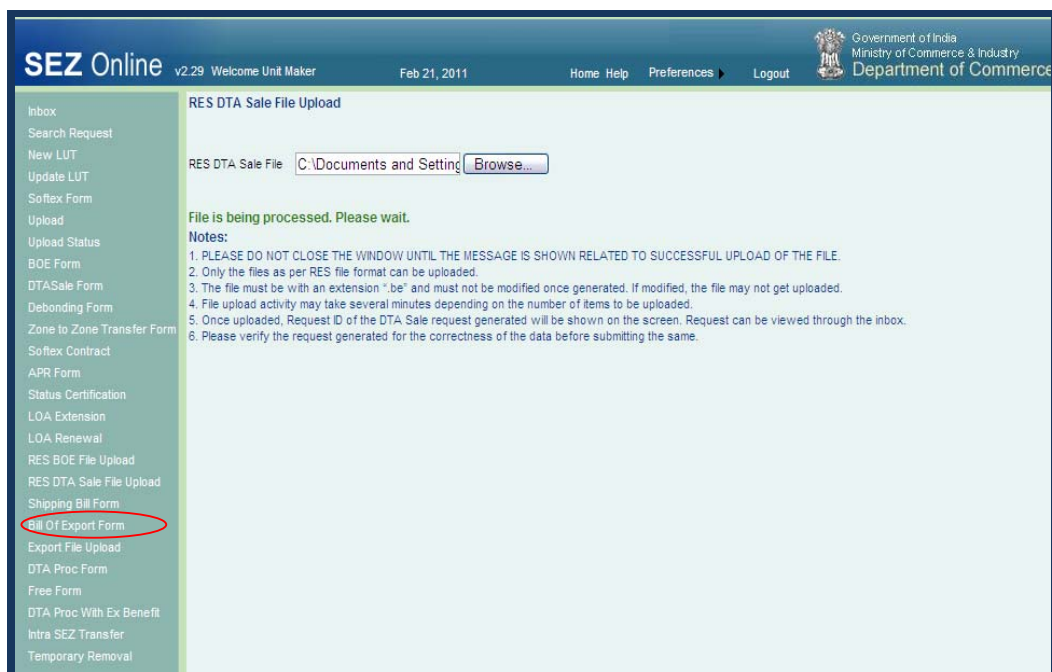 SEZ Online v2.29 Welcome Unit Maker Feb 21, 2011 Home Help Preferences Logout
Government of India
Ministry of Commerce & Industry
Department of Commerce
Inbox
Search Request
New LUT
Update LUT
Softex Form
Upload
Upload Status
BOE Form
DTASale Form
Debonding Form
Zone to Zone Transfer Form
Softex Contract
APR Form
Status Certification
LOA Extension
LOA Renewal
RES BOE File Upload
RES DTA Sale File Upload
Shipping Bill Form
Bill Of Export Form
Export File Upload
DTA Proc Form
Free Form
DTA Proc With Ex Benefit
Intra SEZ Transfer
Temporary Removal
RES DTA Sale File Upload
RES DTA Sale File C:\Documents and Setting Browse...
File is being processed. Please wait.
Notes:
1. PLEASE DO NOT CLOSE THE WINDOW UNTIL THE MESSAGE IS SHOWN RELATED TO SUCCESSFUL UPLOAD OF THE FILE.
2. Only the files as per RES file format can be uploaded.
3. The file must be with an extension ".be" and must not be modified once generated. If modified, the file may not get uploaded.
4. File upload activity may take several minutes depending on the number of items to be uploaded.
5. Once uploaded, Request ID of the DTA Sale request generated will be shown on the screen. Request can be viewed through the inbox.
6. Please verify the request generated for the correctness of the data before submitting the same.